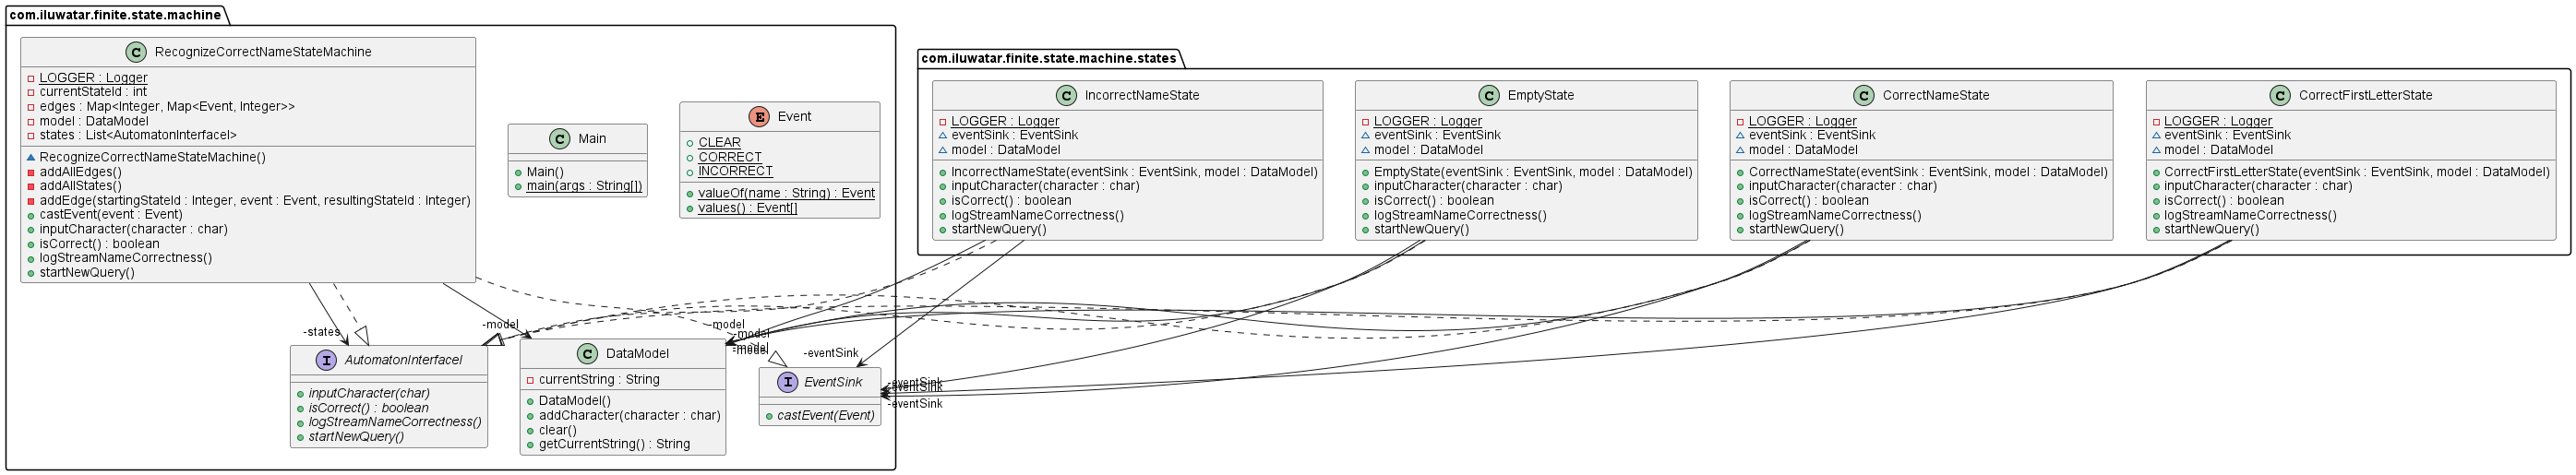 com.iluwatar.finite.state.machine
RecognizeCorrectNameStateMachine
LOGGER : Logger
currentStateId : int
edges : Map<Integer, Map<Event, Integer>>
model : DataModel
states : List<AutomatonInterfaceI>
RecognizeCorrectNameStateMachine()
addAllEdges()
addAllStates()
addEdge(startingStateId : Integer, event : Event, resultingStateId : Integer)
castEvent(event : Event)
inputCharacter(character : char)
isCorrect() : boolean
logStreamNameCorrectness()
startNewQuery()
Main
Main()
main(args : String[])
Event
CLEAR
CORRECT
INCORRECT
valueOf(name : String) : Event
values() : Event[]
com.iluwatar.finite.state.machine.states
IncorrectNameState
LOGGER : Logger
eventSink : EventSink
model : DataModel
IncorrectNameState(eventSink : EventSink, model : DataModel)
inputCharacter(character : char)
isCorrect() : boolean
logStreamNameCorrectness()
startNewQuery()
EmptyState
LOGGER : Logger
eventSink : EventSink
model : DataModel
EmptyState(eventSink : EventSink, model : DataModel)
inputCharacter(character : char)
isCorrect() : boolean
logStreamNameCorrectness()
startNewQuery()
CorrectNameState
LOGGER : Logger
eventSink : EventSink
model : DataModel
CorrectNameState(eventSink : EventSink, model : DataModel)
inputCharacter(character : char)
isCorrect() : boolean
logStreamNameCorrectness()
startNewQuery()
CorrectFirstLetterState
LOGGER : Logger
eventSink : EventSink
model : DataModel
CorrectFirstLetterState(eventSink : EventSink, model : DataModel)
inputCharacter(character : char)
isCorrect() : boolean
logStreamNameCorrectness()
startNewQuery()
-states
-model
-model
-model
-model
-model
-eventSink
-eventSink
-eventSink
-eventSink
AutomatonInterfaceI
inputCharacter(char)
isCorrect() : boolean
logStreamNameCorrectness()
startNewQuery()
DataModel
currentString : String
DataModel()
addCharacter(character : char)
clear()
getCurrentString() : String
EventSink
castEvent(Event)